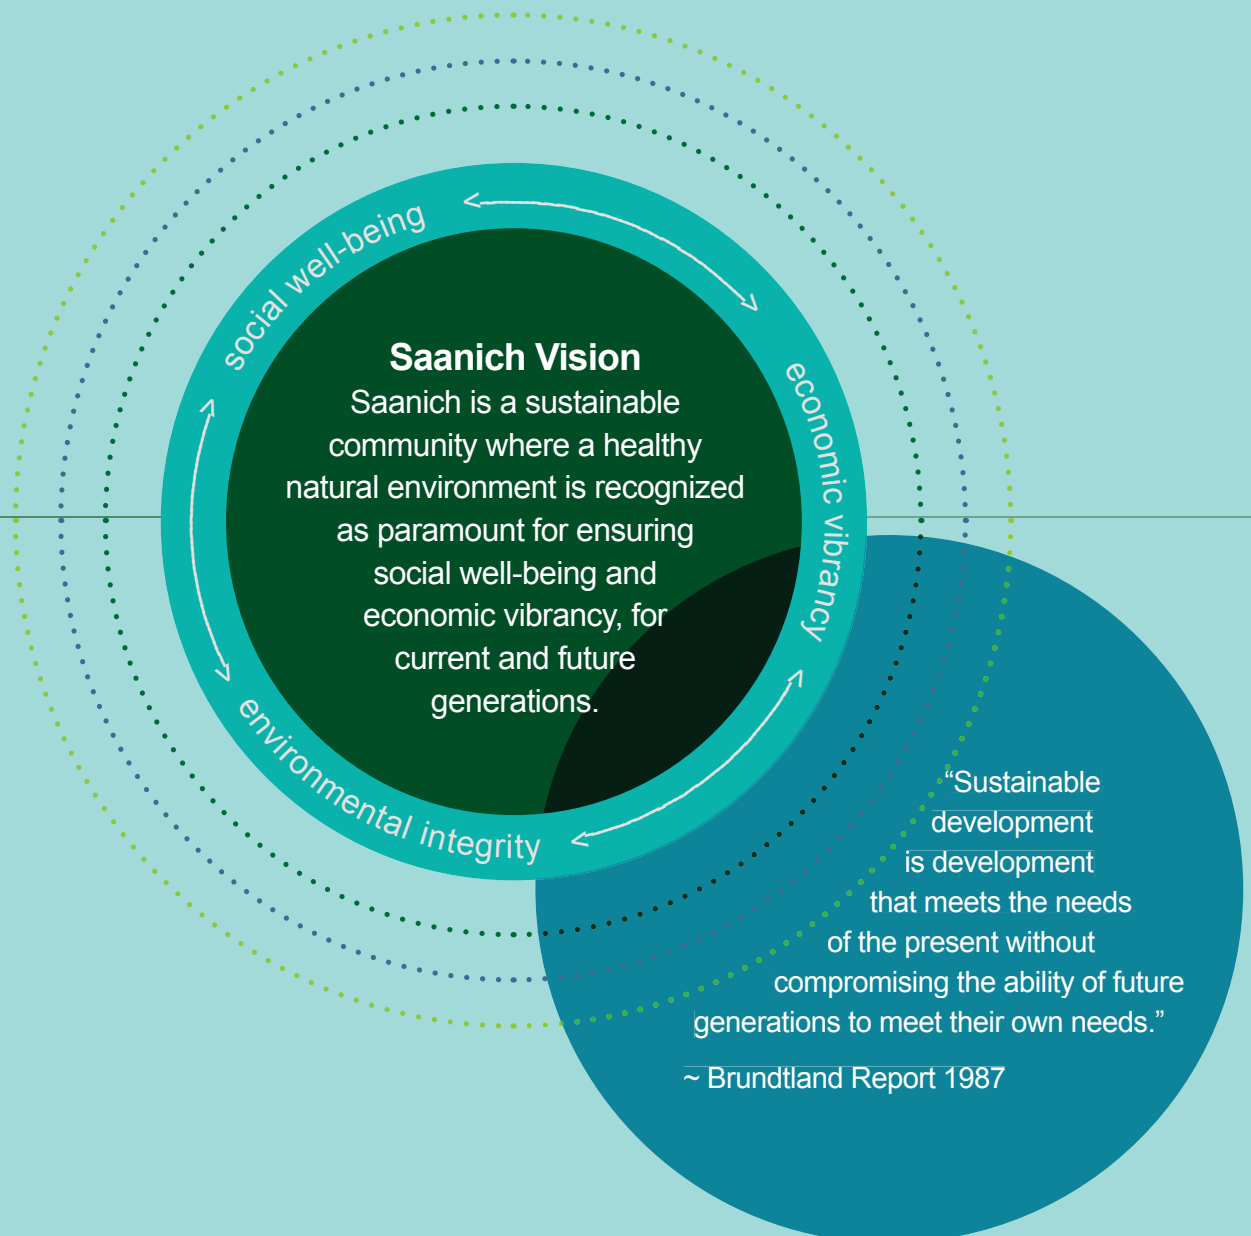 social well-being
economic vibrancy
environmental integrity
Saanich Vision
Saanich is a sustainable
community where a healthy
natural environment is recognized
as paramount for ensuring
social well-being and
economic vibrancy, for
current and future
generations.
“Sustainable
development
is development
that meets the needs
of the present without
compromising the ability of future
generations to meet their own needs.”
~ Brundtland Report 1987